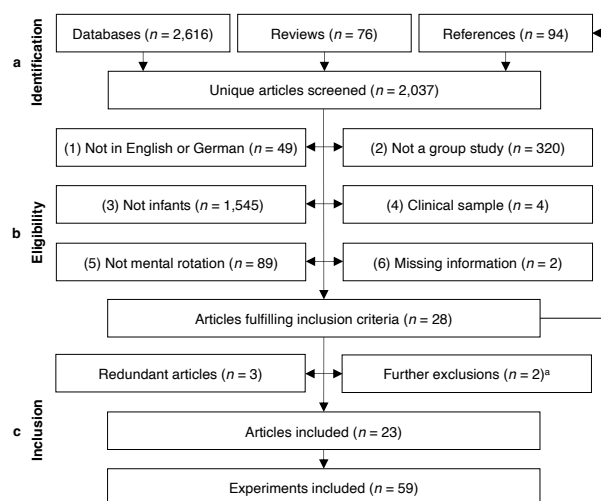 Databases (n = 2,616)
Reviews (n = 76)
References (n = 94)
a
Identification
Unique articles screened (n = 2,037)
(1) Not in English or German (n = 49)
(2) Not a group study (n = 320)
(3) Not infants (n = 1,545)
(4) Clinical sample (n = 4)
b
Eligibility
(5) Not mental rotation (n = 89)
(6) Missing information (n = 2)
Articles fulfilling inclusion criteria (n = 28)
Redundant articles (n = 3)
Further exclusions (n = 2)ᵃ
c
Inclusion
Articles included (n = 23)
Experiments included (n = 59)